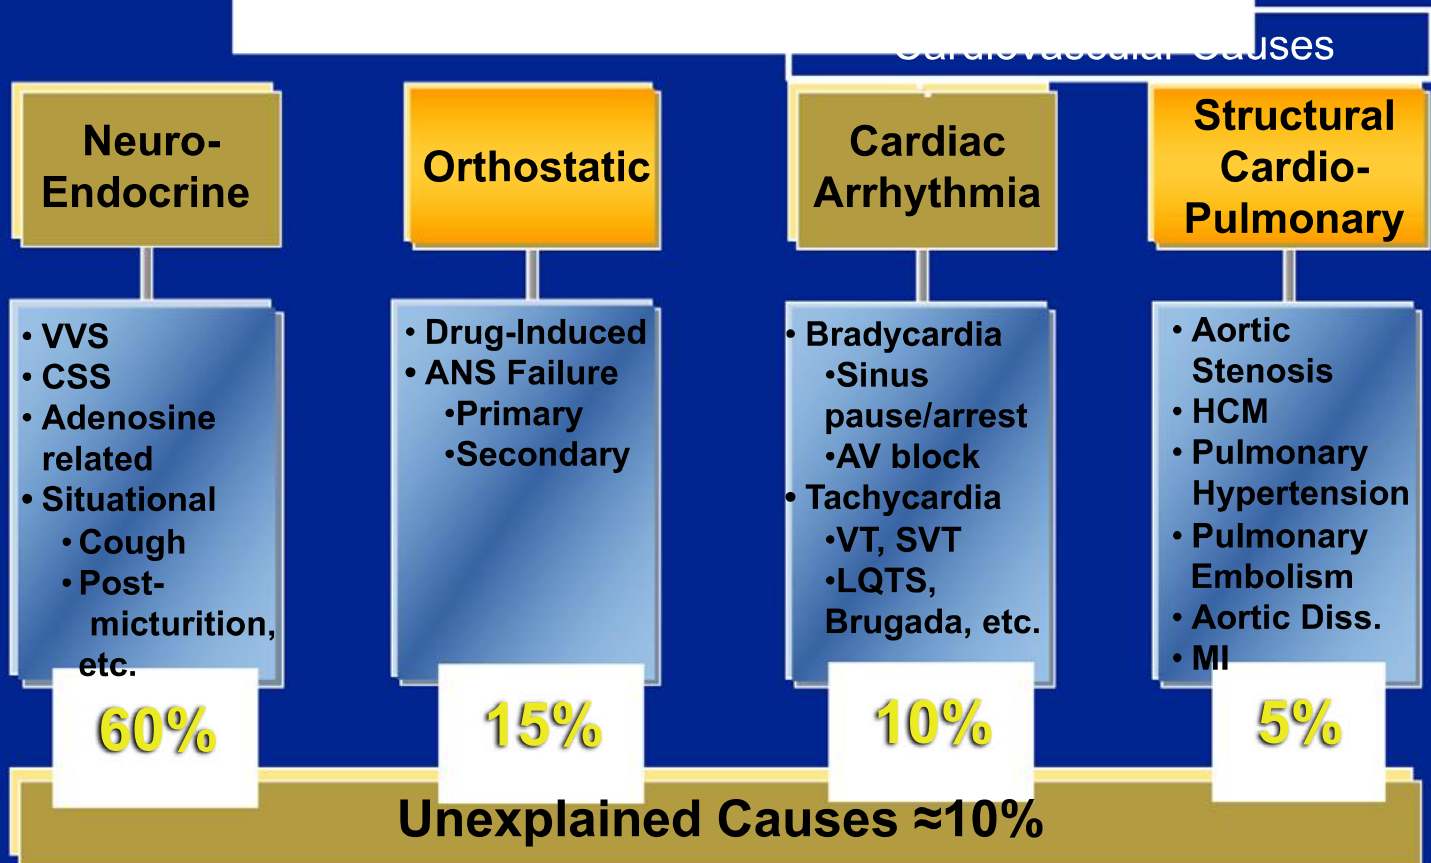 Cardiovascular Causes
Neuro-
Endocrine
Orthostatic
Cardiac
Arrhythmia
Structural
Cardio-
Pulmonary
• VVS
• CSS
• Adenosine
related
• Situational
• Cough
• Post-
micturition,
etc.
• Drug-Induced
• ANS Failure
•Primary
•Secondary
• Bradycardia
•Sinus
pause/arrest
•AV block
• Tachycardia
•VT, SVT
•LQTS,
Brugada, etc.
• Aortic
Stenosis
• HCM
• Pulmonary
Hypertension
• Pulmonary
Embolism
• Aortic Diss.
• MI
60%
15%
10%
5%
Unexplained Causes ≈10%